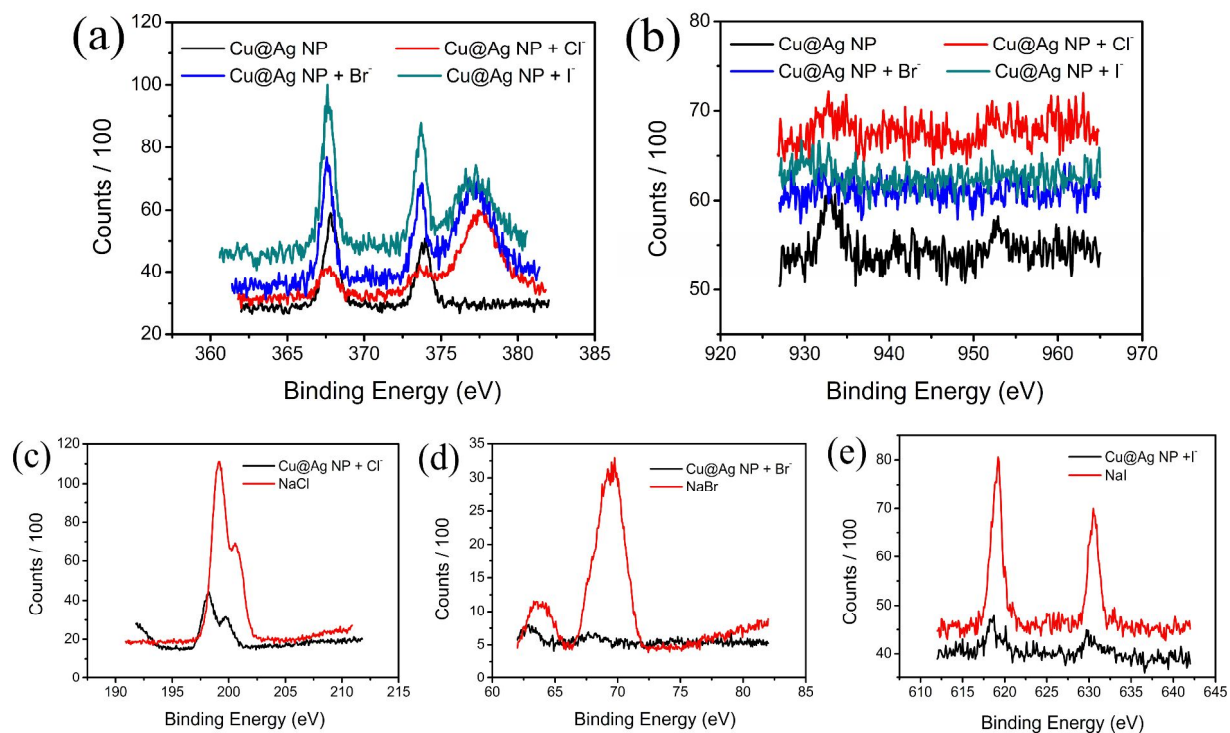 (a)
Cu@Ag NP
Cu@Ag NP + Cl⁻
Cu@Ag NP + Br⁻
Cu@Ag NP + I⁻
Counts / 100
120
100
80
60
40
20
360 365 370 375 380 385
Binding Energy (eV)
(b)
Cu@Ag NP
Cu@Ag NP + Cl⁻
Cu@Ag NP + Br⁻
Cu@Ag NP + I⁻
Counts / 100
80
70
60
50
920 930 940 950 960 970
Binding Energy (eV)
(c)
Cu@Ag NP + Cl⁻
NaCl
Counts / 100
120
100
80
60
40
20
0
190 195 200 205 210 215
Binding Energy (eV)
(d)
Cu@Ag NP + Br⁻
NaBr
Counts / 100
35
30
25
20
15
10
5
0
60 65 70 75 80 85
Binding Energy (eV)
(e)
Cu@Ag NP +I⁻
NaI
Counts / 100
80
70
60
50
40
610 615 620 625 630 635 640 645
Binding Energy (eV)